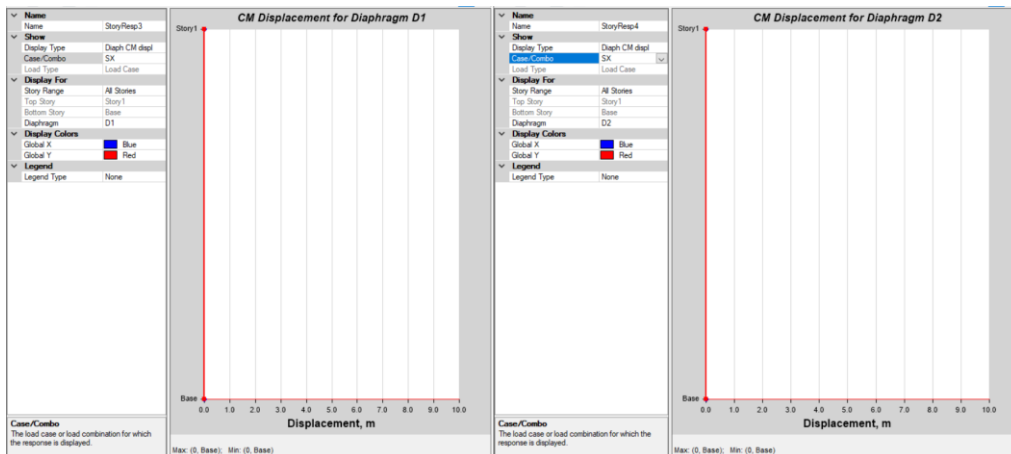 Name
Name StoryResp3
Show
Display Type Diaph CM displ
Case/Combo SX
Load Type Load Case
Display For
Story Range All Stories
Top Story Story1
Bottom Story Base
Diaphragm D1
Display Colors
Global X Blue
Global Y Red
Legend
Legend Type None
Case/Combo
The load case or load combination for which
the response is displayed.
CM Displacement for Diaphragm D1
Story1
Base
0.0 1.0 2.0 3.0 4.0 5.0 6.0 7.0 8.0 9.0 10.0
Displacement, m
Max: (0, Base); Min: (0, Base)
Name
Name StoryResp4
Show
Display Type Diaph CM displ
Case/Combo SX
Load Type Load Case
Display For
Story Range All Stories
Top Story Story1
Bottom Story Base
Diaphragm D2
Display Colors
Global X Blue
Global Y Red
Legend
Legend Type None
Case/Combo
The load case or load combination for which the
response is displayed.
CM Displacement for Diaphragm D2
Story1
Base
0.0 1.0 2.0 3.0 4.0 5.0 6.0 7.0 8.0 9.0 10.0
Displacement, m
Max: (0, Base); Min: (0, Base)